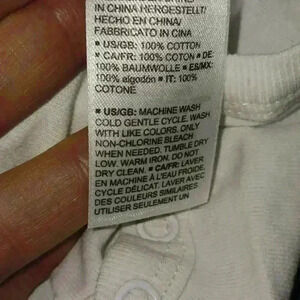 IN CHINA/HERGESTELLT/
HECHO EN CHINA/
FABBRICATO IN CINA
■ US/GB: 100% COTTON
■ CA/FR: 100% COTON ■ DE:
100% BAUMWOLLE ■ ES/MX:
100% algodón ■ IT: 100%
COTONE
■ US/GB: MACHINE WASH
COLD GENTLE CYCLE. WASH
WITH LIKE COLORS. ONLY
NON-CHLORINE BLEACH
WHEN NEEDED. TUMBLE DRY
LOW. WARM IRON. DO NOT
DRY CLEAN. ■ CA/FR: LAVER
EN MACHINE À L'EAU FROIDE,
CYCLE DÉLICAT. LAVER AVEC
DES COULEURS SIMILAIRES
UTILISER SEULEMENT UN